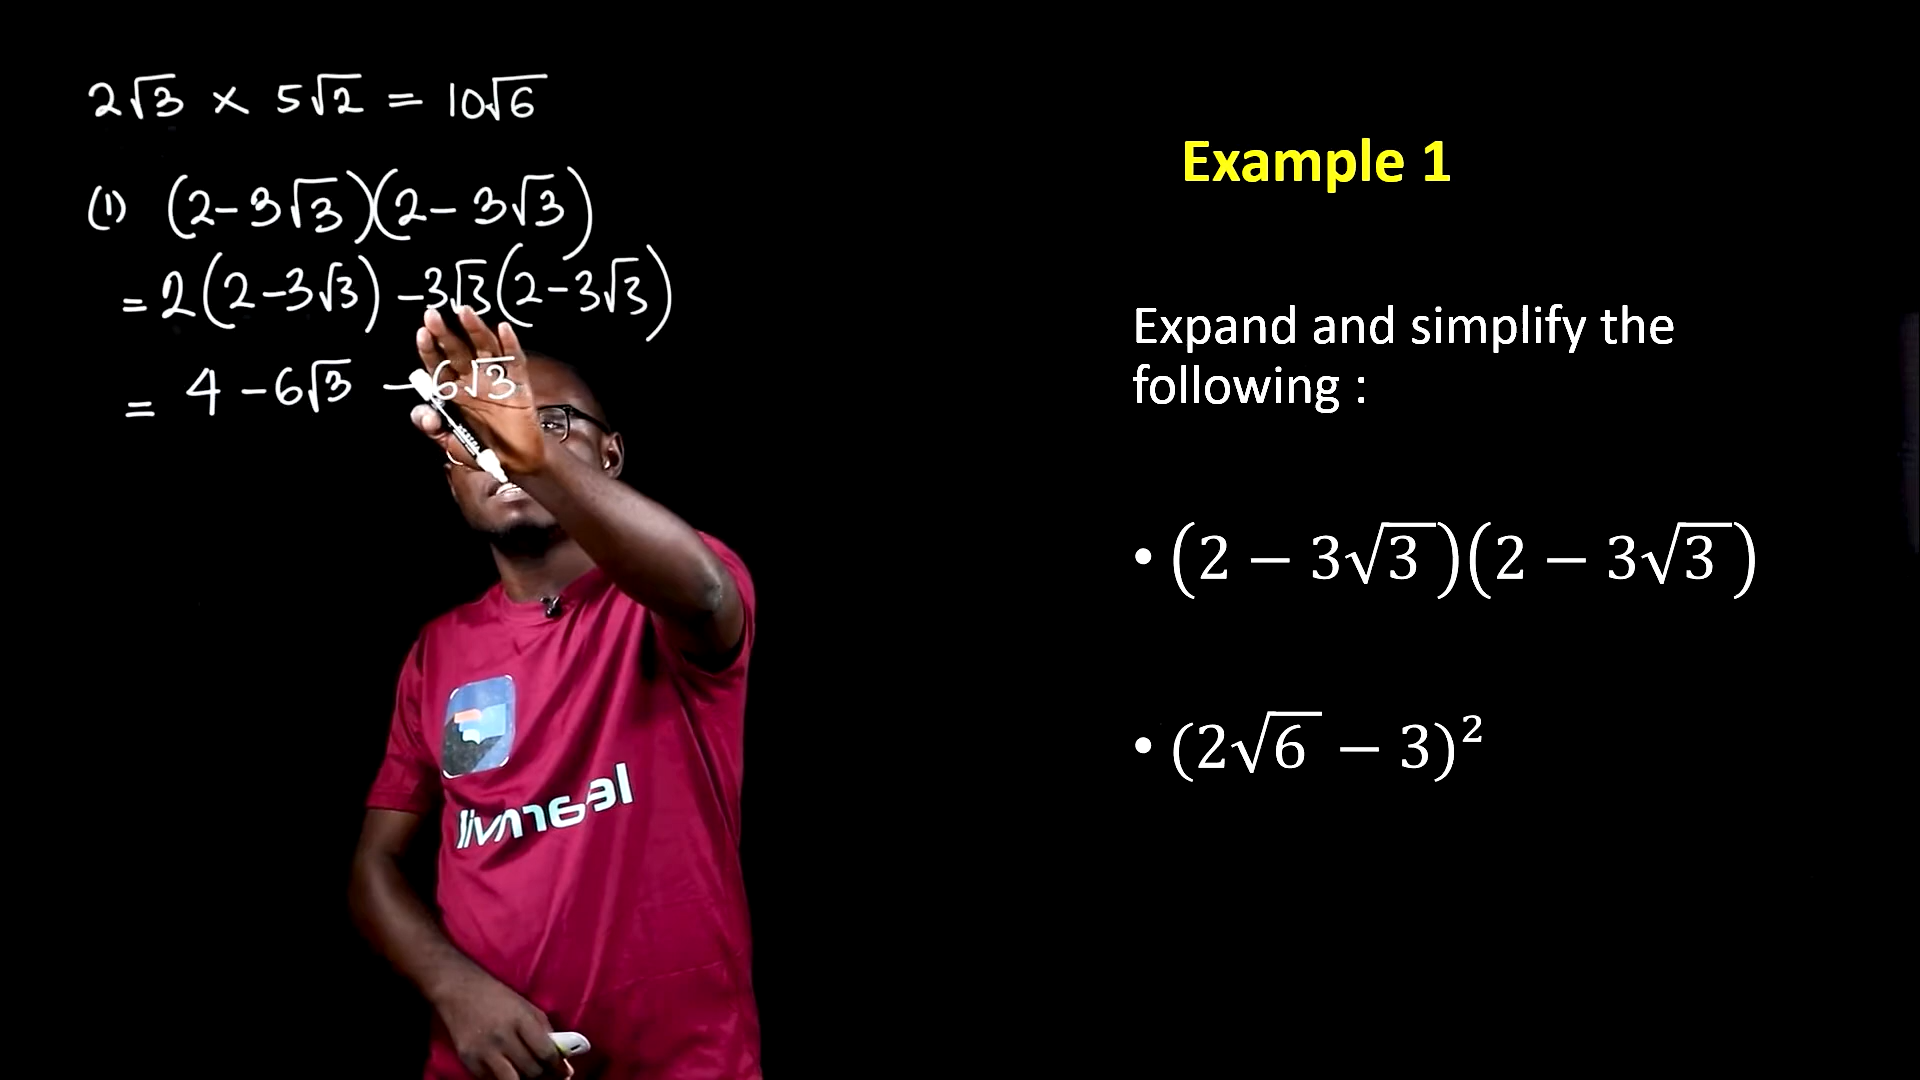 2√3 × 5√2 = 10√6
(1) (2-3√3)(2-3√3)
= 2(2-3√3) -3√3(2-3√3)
= 4 -6√3 -6√3
Example 1
Expand and simplify the
following :
• (2 − 3√3 )(2 − 3√3 )
• (2√6 − 3)²